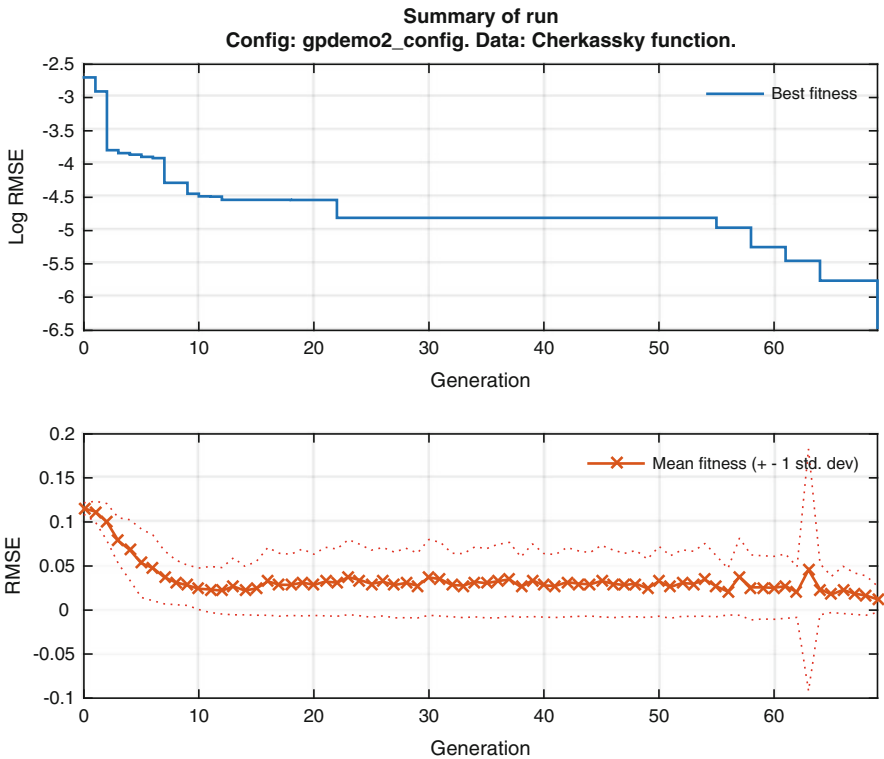 Summary of run
Config: gpdemo2_config. Data: Cherkassky function.
-2.5
-3
-3.5
-4
-4.5
-5
-5.5
-6
-6.5
Log RMSE
Best fitness
0 10 20 30 40 50 60
Generation
0.2
0.15
0.1
0.05
0
-0.05
-0.1
RMSE
Mean fitness (+ - 1 std. dev)
0 10 20 30 40 50 60
Generation